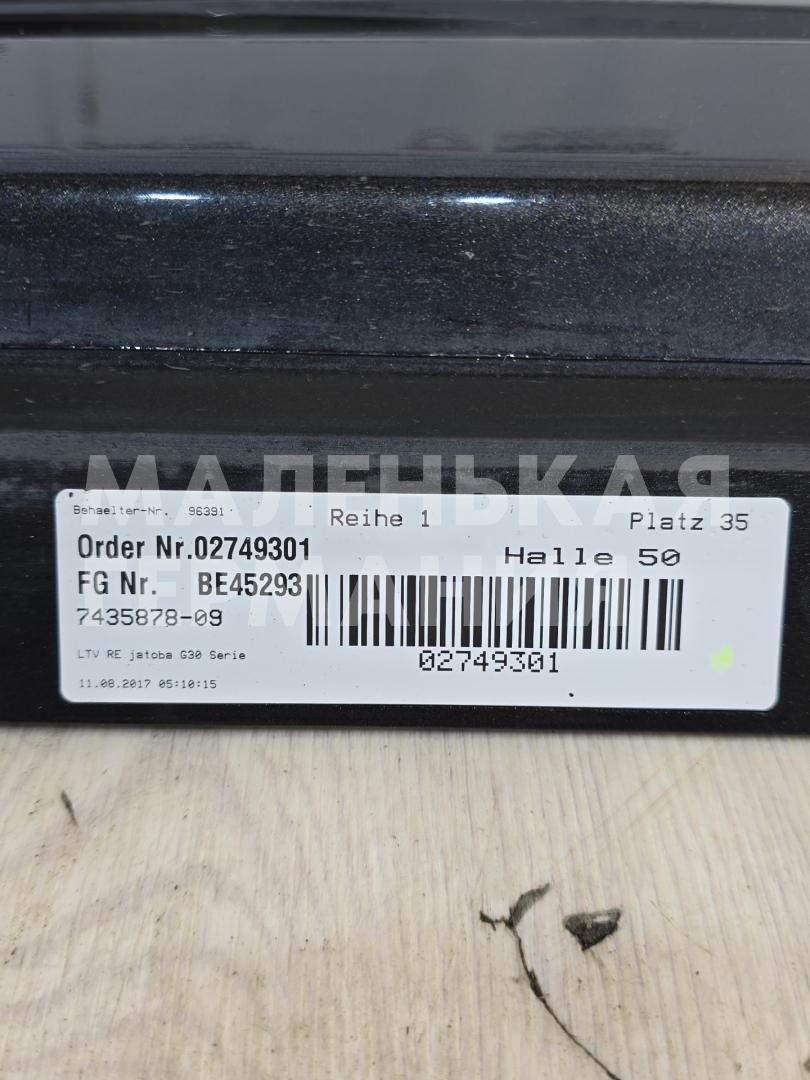 МАЛЕНЬКАЯ
ГЕРМАНИЯ
Behaelter-Nr. 96391
Reihe 1
Platz 35
Order Nr.02749301
Halle 50
FG Nr. BE45293
7435878-09
02749301
LTV RE jatoba G30 Serie
11.08.2017 05:10:15